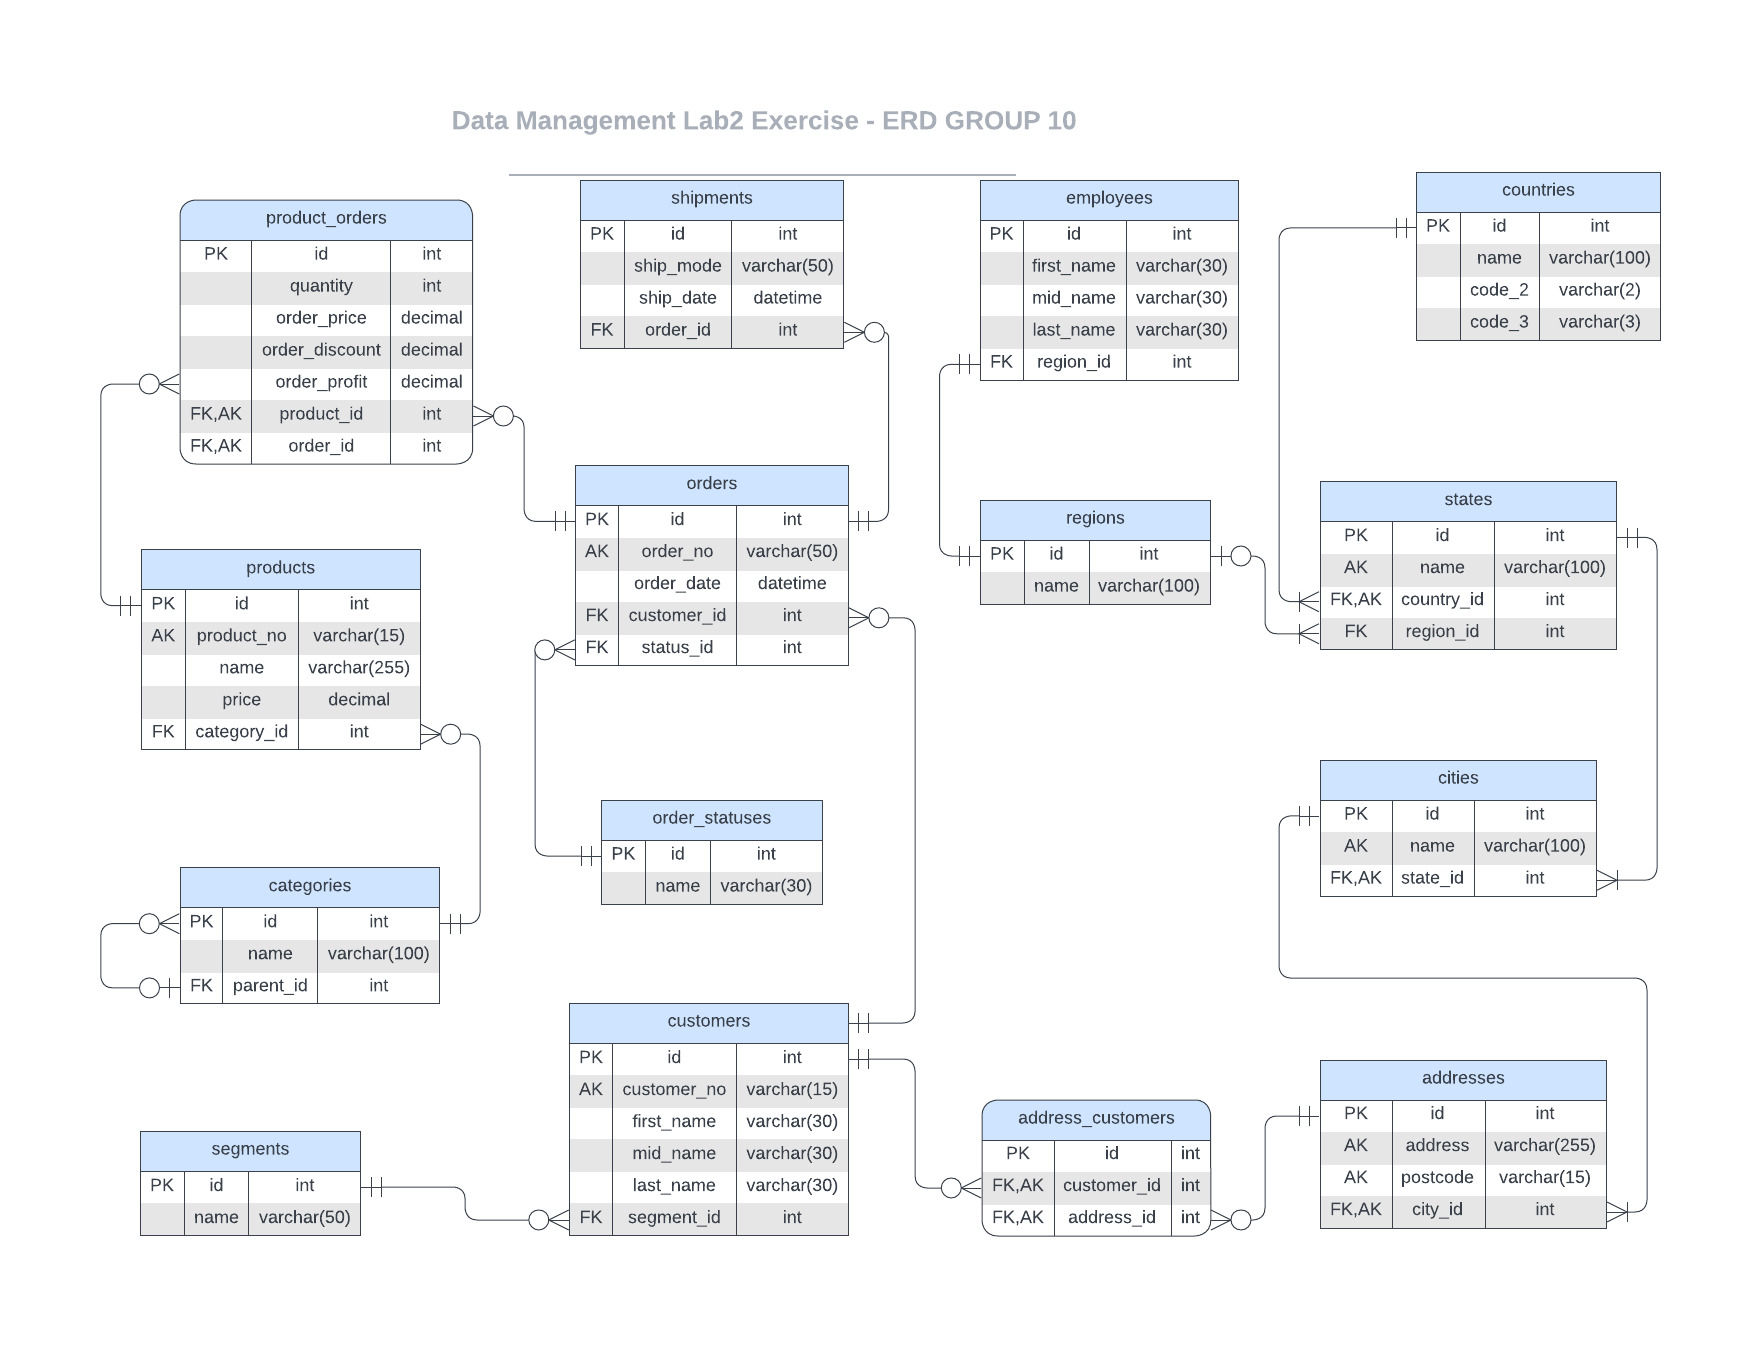 Data Management Lab2 Exercise - ERD GROUP 10
product_orders
PK id int
quantity int
order_price decimal
order_discount decimal
order_profit decimal
FK,AK product_id int
FK,AK order_id int
shipments
PK id int
ship_mode varchar(50)
ship_date datetime
FK order_id int
employees
PK id int
first_name varchar(30)
mid_name varchar(30)
last_name varchar(30)
FK region_id int
countries
PK id int
name varchar(100)
code_2 varchar(2)
code_3 varchar(3)
products
PK id int
AK product_no varchar(15)
name varchar(255)
price decimal
FK category_id int
orders
PK id int
AK order_no varchar(50)
order_date datetime
FK customer_id int
FK status_id int
regions
PK id int
name varchar(100)
states
PK id int
AK name varchar(100)
FK,AK country_id int
FK region_id int
categories
PK id int
name varchar(100)
FK parent_id int
order_statuses
PK id int
name varchar(30)
cities
PK id int
AK name varchar(100)
FK,AK state_id int
segments
PK id int
name varchar(50)
customers
PK id int
AK customer_no varchar(15)
first_name varchar(30)
mid_name varchar(30)
last_name varchar(30)
FK segment_id int
address_customers
PK id int
FK,AK customer_id int
FK,AK address_id int
addresses
PK id int
AK address varchar(255)
AK postcode varchar(15)
FK,AK city_id int